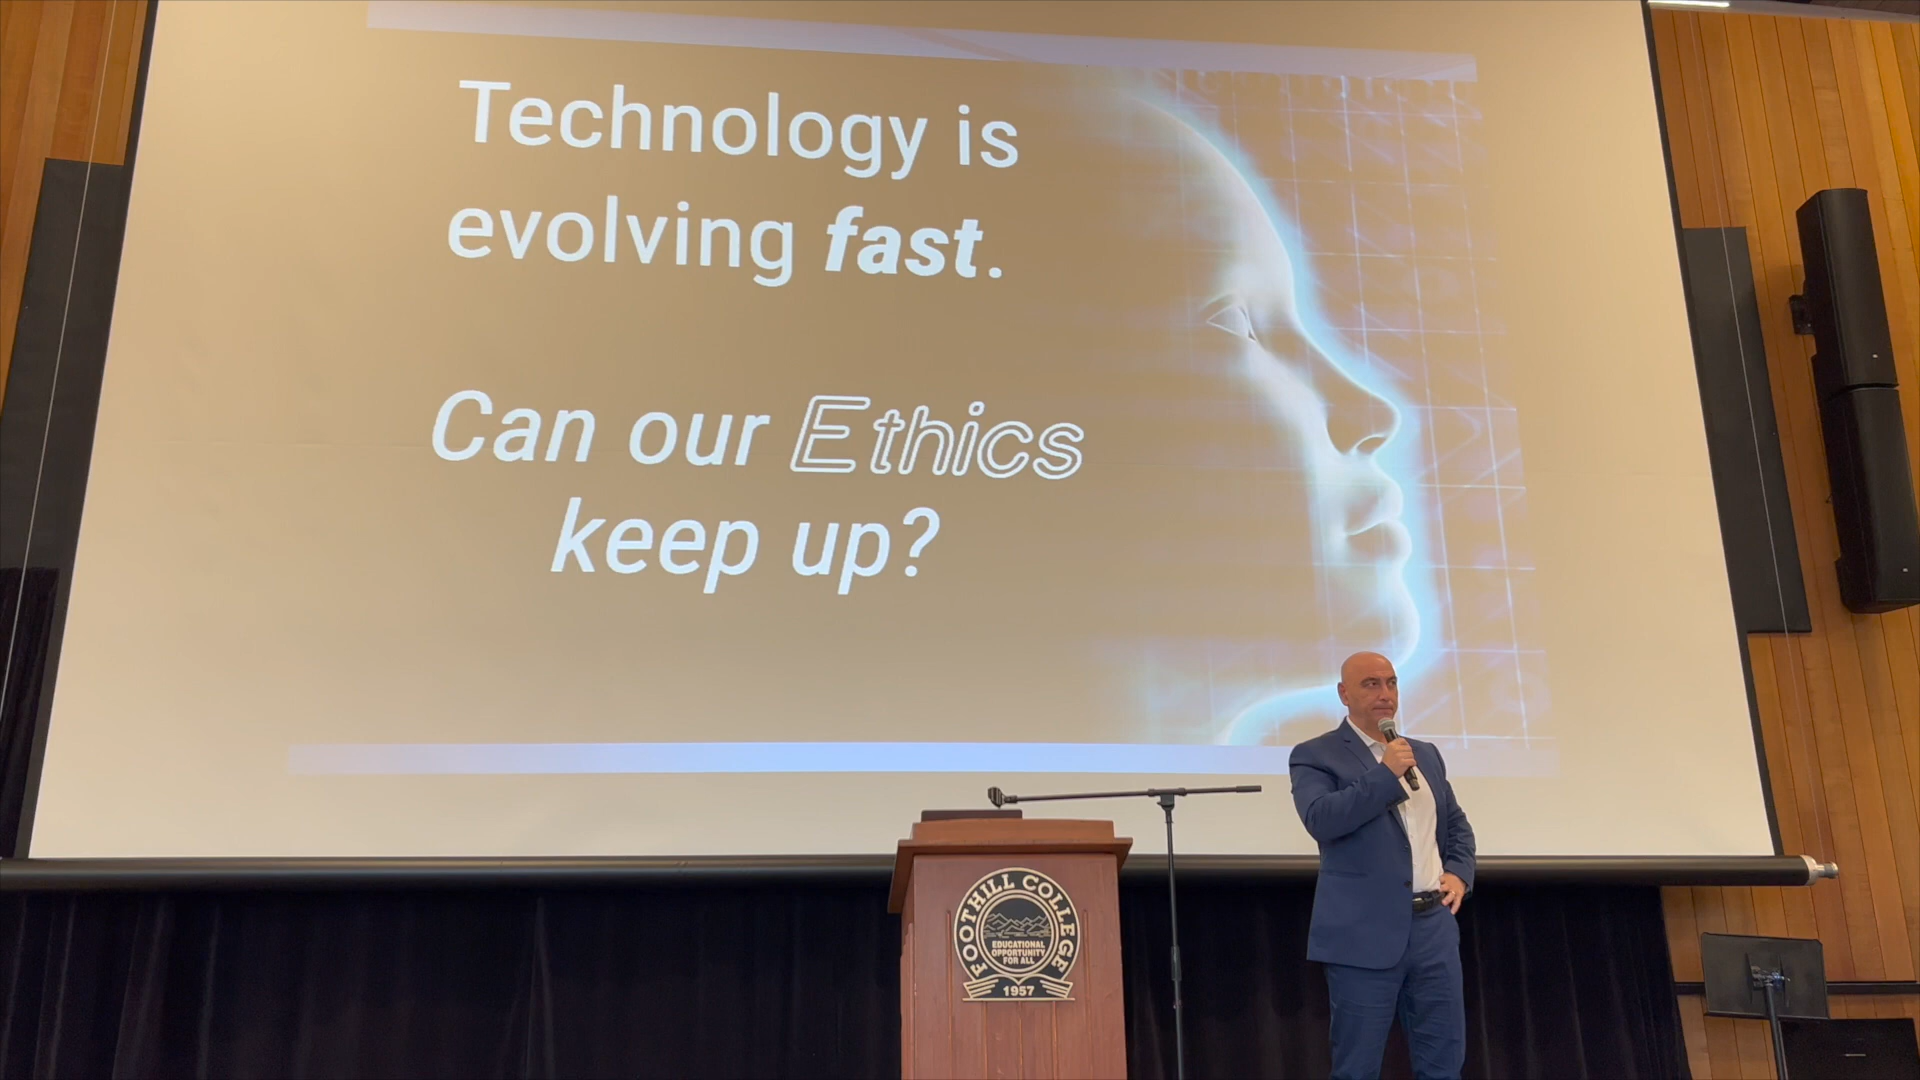 Technology is
evolving fast.
Can our Ethics
keep up?
FOOTHILL COLLEGE
EDUCATIONAL
OPPORTUNITY
FOR ALL
1957